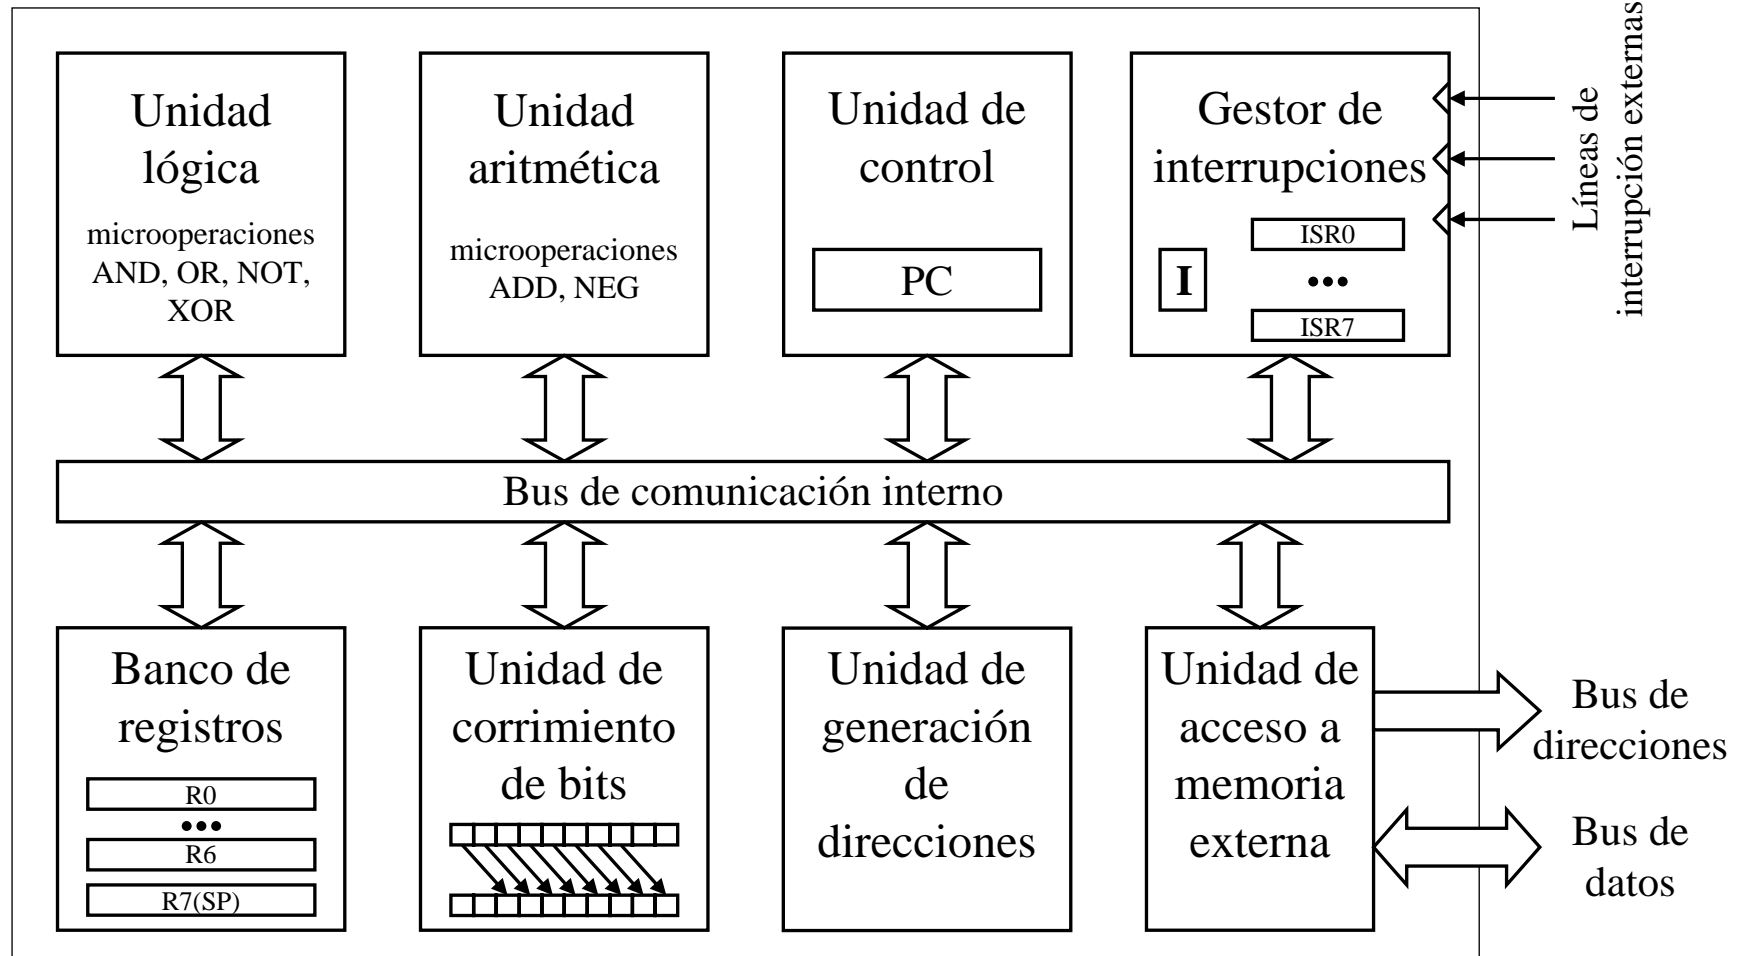 Unidad
lógica
microoperaciones
AND, OR, NOT,
XOR
Unidad
aritmética
microoperaciones
ADD, NEG
Unidad de
control
PC
Gestor de
interrupciones
ISR0
I
•••
ISR7
Líneas de
interrupción externas
Bus de comunicación interno
Banco de
registros
R0
•••
R6
R7(SP)
Unidad de
corrimiento
de bits
Unidad de
generación
de
direcciones
Unidad de
acceso a
memoria
externa
Bus de
direcciones
Bus de
datos